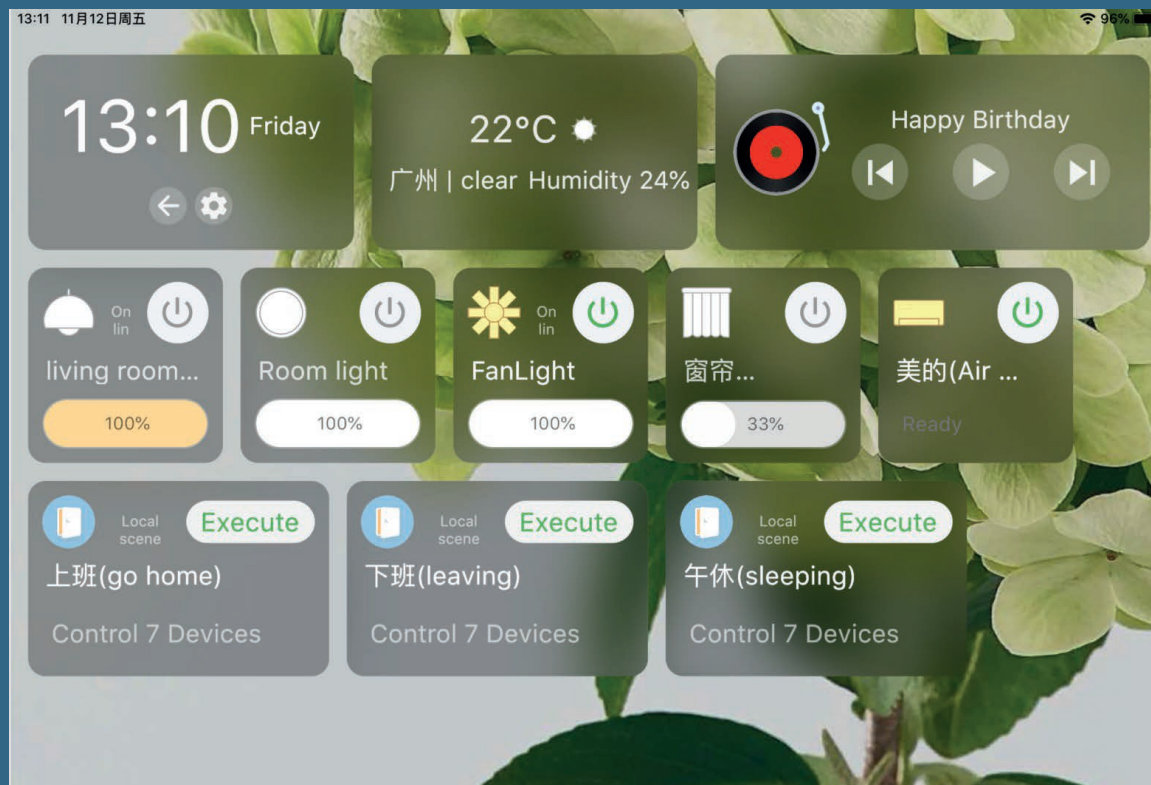 13:11 11月12日周五
96%
13:10 Friday
22°C
广州 | clear Humidity 24%
Happy Birthday
On
lin
living room...
100%
Room light
100%
On
lin
FanLight
100%
窗帘...
33%
美的(Air ...
Ready
Local
scene
Execute
上班(go home)
Control 7 Devices
Local
scene
Execute
下班(leaving)
Control 7 Devices
Local
scene
Execute
午休(sleeping)
Control 7 Devices